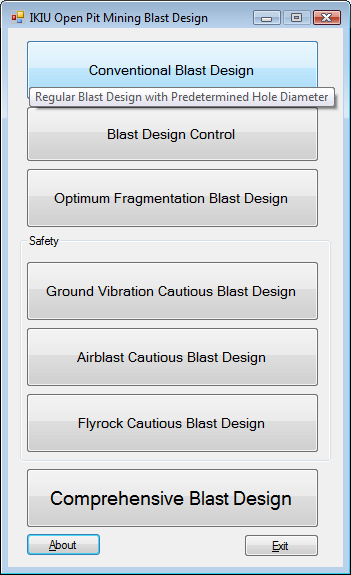 IKIU Open Pit Mining Blast Design
Conventional Blast Design
Regular Blast Design with Predetermined Hole Diameter
Blast Design Control
Optimum Fragmentation Blast Design
Safety
Ground Vibration Cautious Blast Design
Airblast Cautious Blast Design
Flyrock Cautious Blast Design
Comprehensive Blast Design
About
Exit